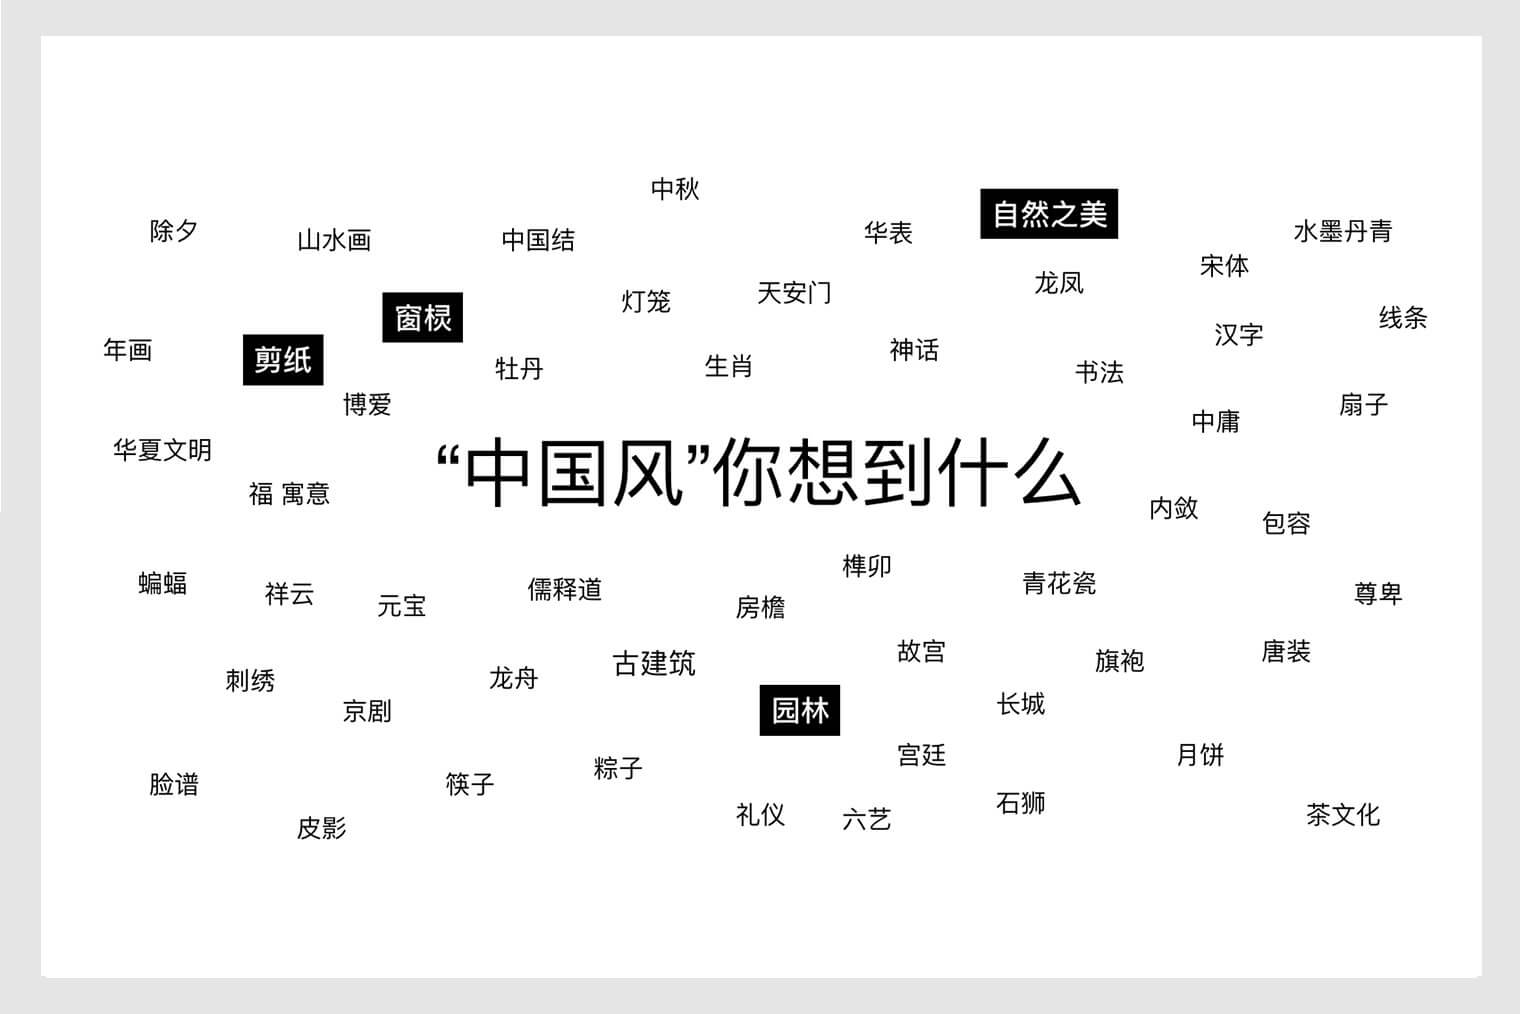 中秋
除夕
山水画
中国结
华表
自然之美
水墨丹青
宋体
龙凤
灯笼
天安门
窗棂
线条
汉字
年画
剪纸
牡丹
生肖
神话
书法
博爱
中庸
扇子
华夏文明
“中国风”你想到什么
福 寓意
内敛
包容
榫卯
蝙蝠
祥云
元宝
儒释道
房檐
青花瓷
尊卑
古建筑
故宫
旗袍
唐装
刺绣
龙舟
京剧
园林
长城
宫廷
月饼
脸谱
筷子
粽子
石狮
皮影
礼仪
六艺
茶文化